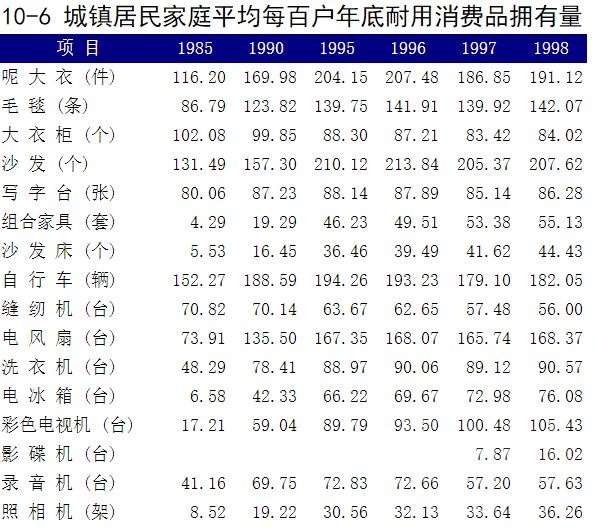 10-6 城镇居民家庭平均每百户年底耐用消费品拥有量
项 目 1985 1990 1995 1996 1997 1998
呢 大 衣 (件) 116.20 169.98 204.15 207.48 186.85 191.12
毛 毯 (条) 86.79 123.82 139.75 141.91 139.92 142.07
大 衣 柜 (个) 102.08 99.85 88.30 87.21 83.42 84.02
沙 发 (个) 131.49 157.30 210.12 213.84 205.37 207.62
写 字 台 (张) 80.06 87.23 88.14 87.89 85.14 86.28
组合家具 (套) 4.29 19.29 46.23 49.51 53.38 55.13
沙 发 床 (个) 5.53 16.45 36.46 39.49 41.62 44.43
自 行 车 (辆) 152.27 188.59 194.26 193.23 179.10 182.05
缝 纫 机 (台) 70.82 70.14 63.67 62.65 57.48 56.00
电 风 扇 (台) 73.91 135.50 167.35 168.07 165.74 168.37
洗 衣 机 (台) 48.29 78.41 88.97 90.06 89.12 90.57
电 冰 箱 (台) 6.58 42.33 66.22 69.67 72.98 76.08
彩色电视机 (台) 17.21 59.04 89.79 93.50 100.48 105.43
影 碟 机 (台) 7.87 16.02
录 音 机 (台) 41.16 69.75 72.83 72.66 57.20 57.63
照 相 机 (架) 8.52 19.22 30.56 32.13 33.64 36.26